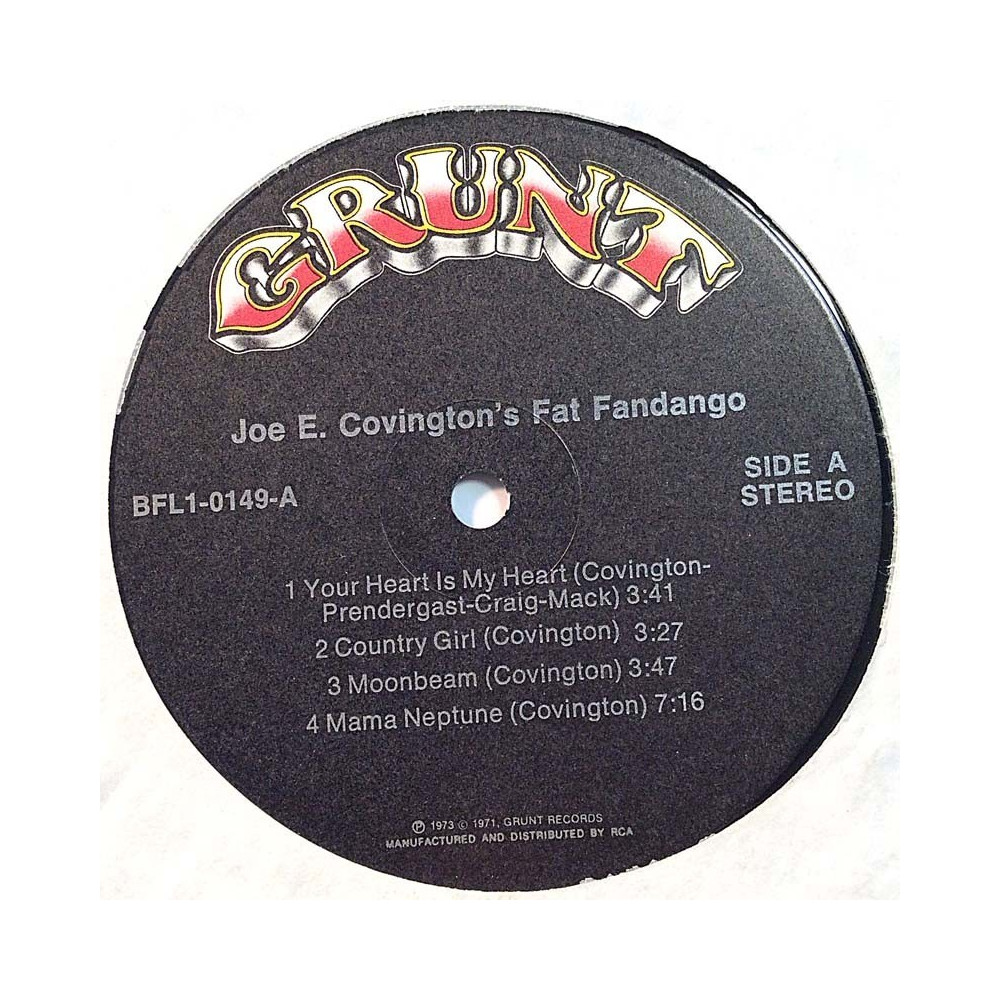 GRUNT
Joe E. Covington's Fat Fandango
BFL1-0149-A
SIDE A
STEREO
1 Your Heart Is My Heart (Covington-
Prendergast-Craig-Mack) 3:41
2 Country Girl (Covington) 3:27
3 Moonbeam (Covington) 3:47
4 Mama Neptune (Covington) 7:16
℗ 1973 © 1971, GRUNT RECORDS
MANUFACTURED AND DISTRIBUTED BY RCA